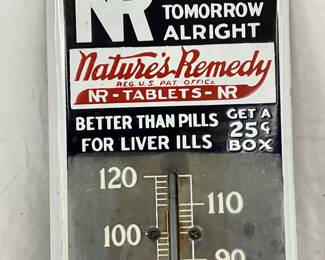 NR TOMORROW
ALRIGHT
Nature's Remedy
REG. U.S. PAT. OFFICE
NR - TABLETS - NR
BETTER THAN PILLS
FOR LIVER ILLS
GET A
25¢
BOX
120
110
100
90